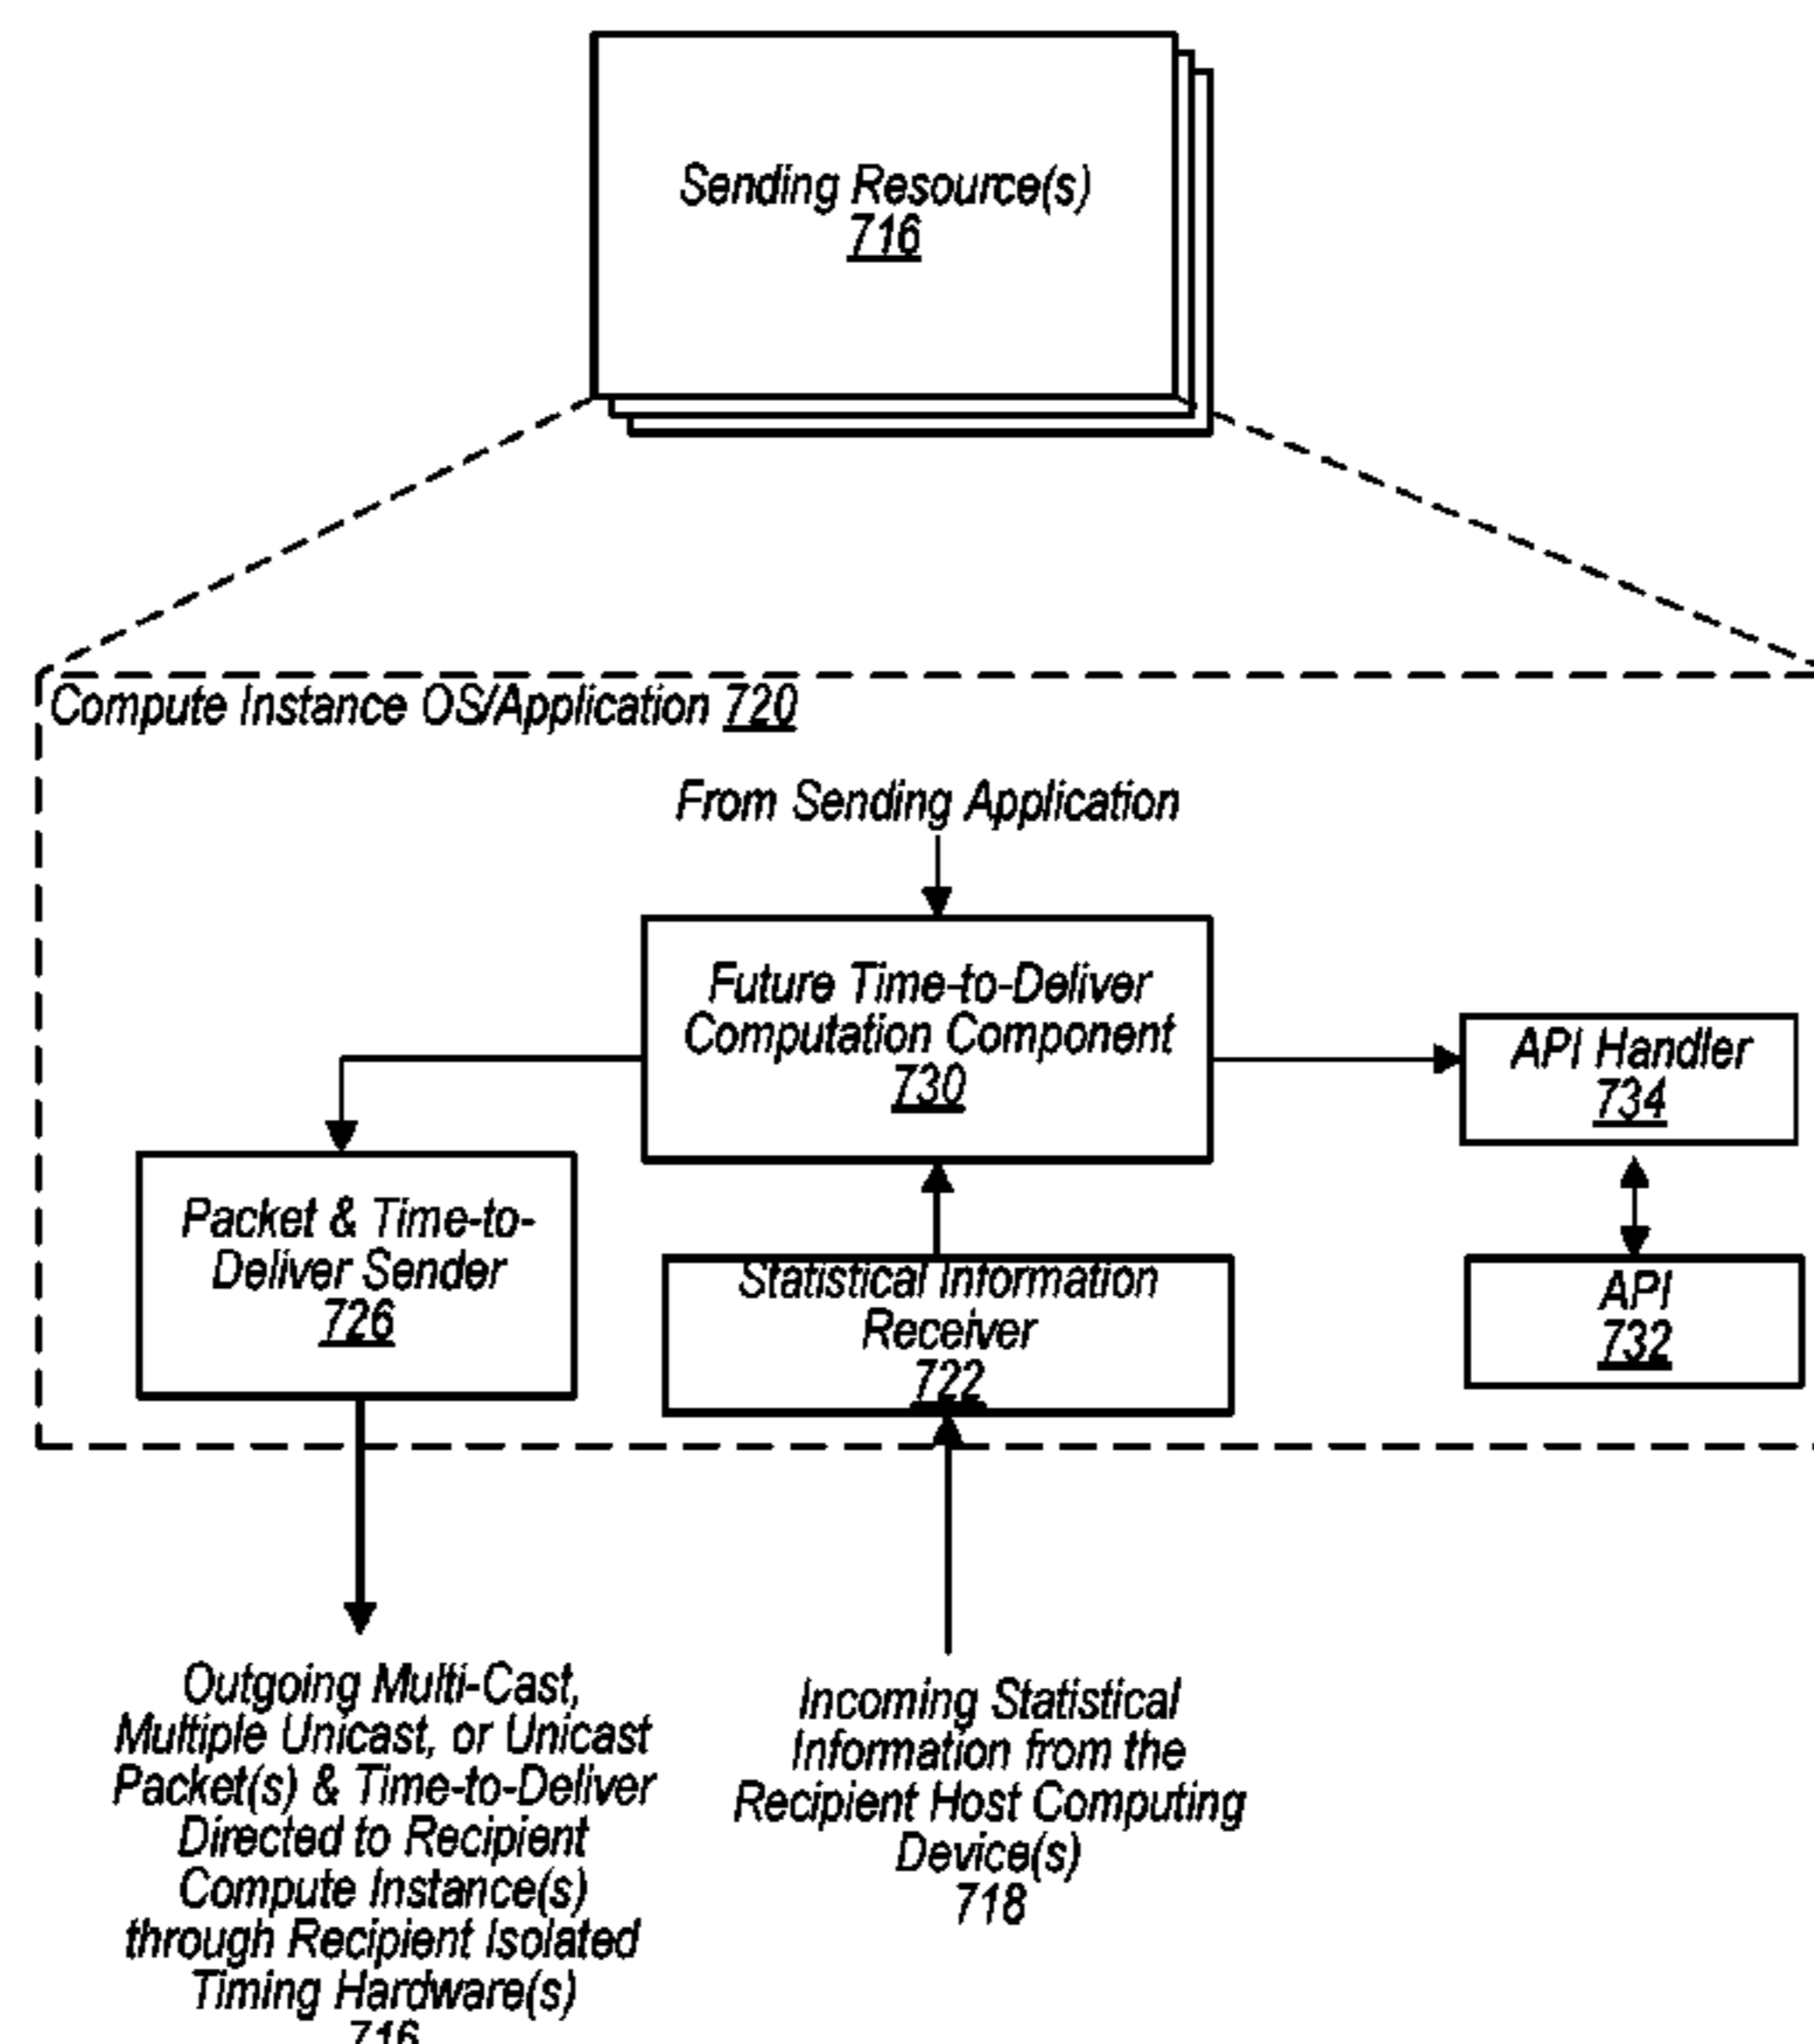 Sending Resource(s)
716
Compute Instance OS/Application 720
From Sending Application
Future Time-to-Deliver
Computation Component
730
API Handler
734
Packet & Time-to-
Deliver Sender
726
Statistical Information
Receiver
722
API
732
Outgoing Multi-Cast,
Multiple Unicast, or Unicast
Packet(s) & Time-to-Deliver
Directed to Recipient
Compute Instance(s)
through Recipient Isolated
Timing Hardware(s)
716
Incoming Statistical
Information from the
Recipient Host Computing
Device(s)
718